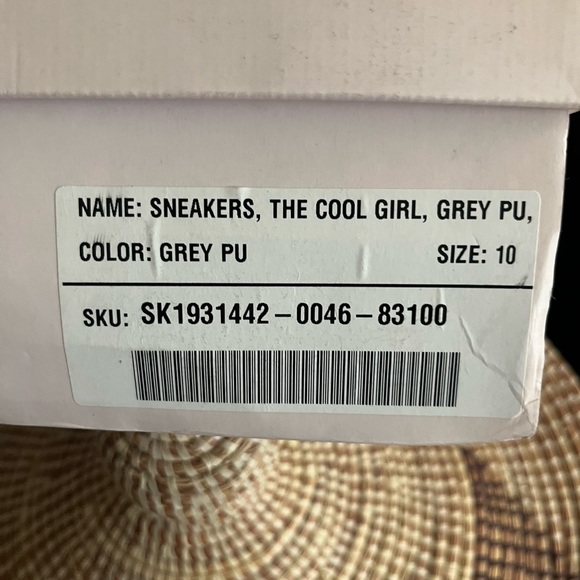 NAME: SNEAKERS, THE COOL GIRL, GREY PU,
COLOR: GREY PU SIZE: 10
SKU: SK1931442-0046-83100